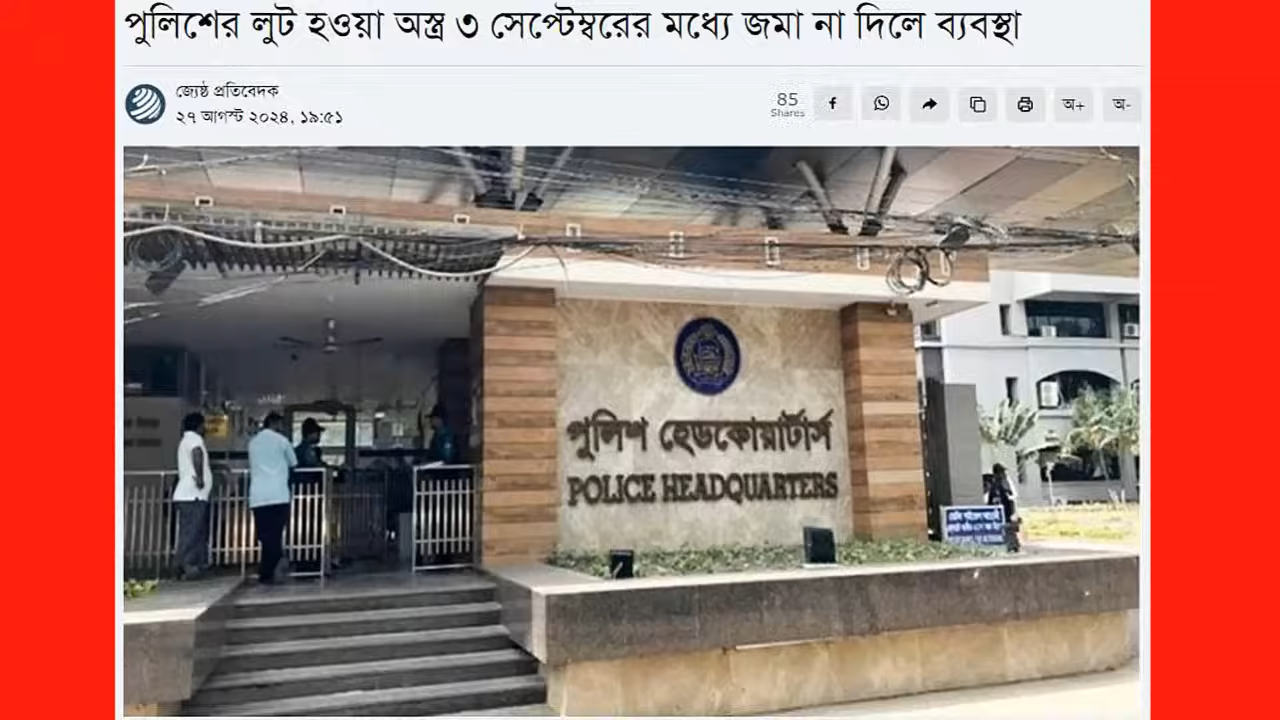 পুলিশের লুট হওয়া অস্ত্র ৩ সেপ্টেম্বরের মধ্যে জমা না দিলে ব্যবস্থা
জ্যেষ্ঠ প্রতিবেদক
২৭ আগস্ট ২০২৪, ১৯:৫১
85
Shares
অ+
অ-
পুলিশ হেডকোয়ার্টার্স
POLICE HEADQUARTERS